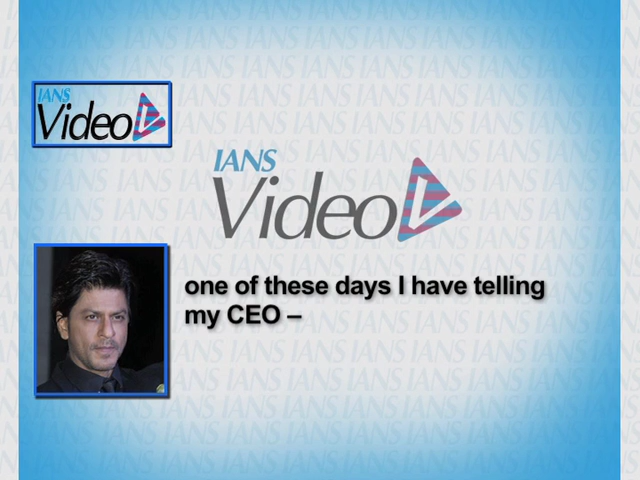 IANS
Video
IANS
Video
one of these days I have telling
my CEO –